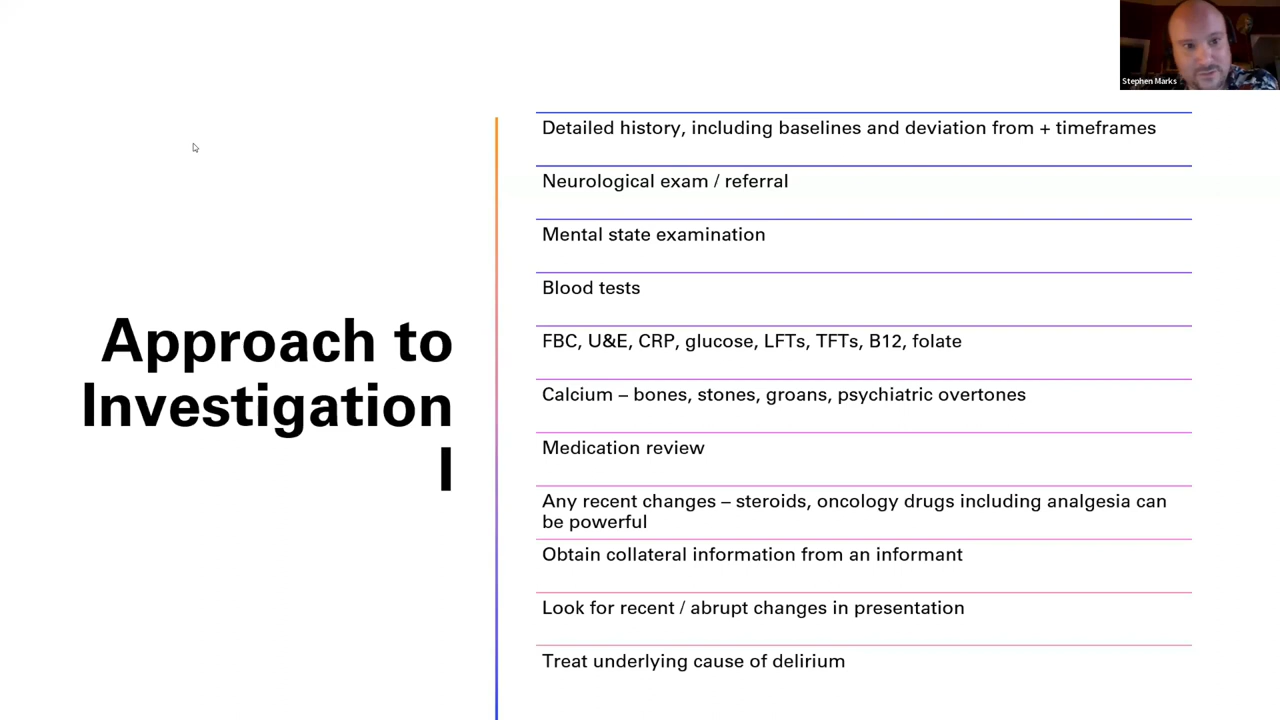 Stephen Marks
Approach to
Investigation
I
Detailed history, including baselines and deviation from + timeframes
Neurological exam / referral
Mental state examination
Blood tests
FBC, U&E, CRP, glucose, LFTs, TFTs, B12, folate
Calcium – bones, stones, groans, psychiatric overtones
Medication review
Any recent changes – steroids, oncology drugs including analgesia can
be powerful
Obtain collateral information from an informant
Look for recent / abrupt changes in presentation
Treat underlying cause of delirium